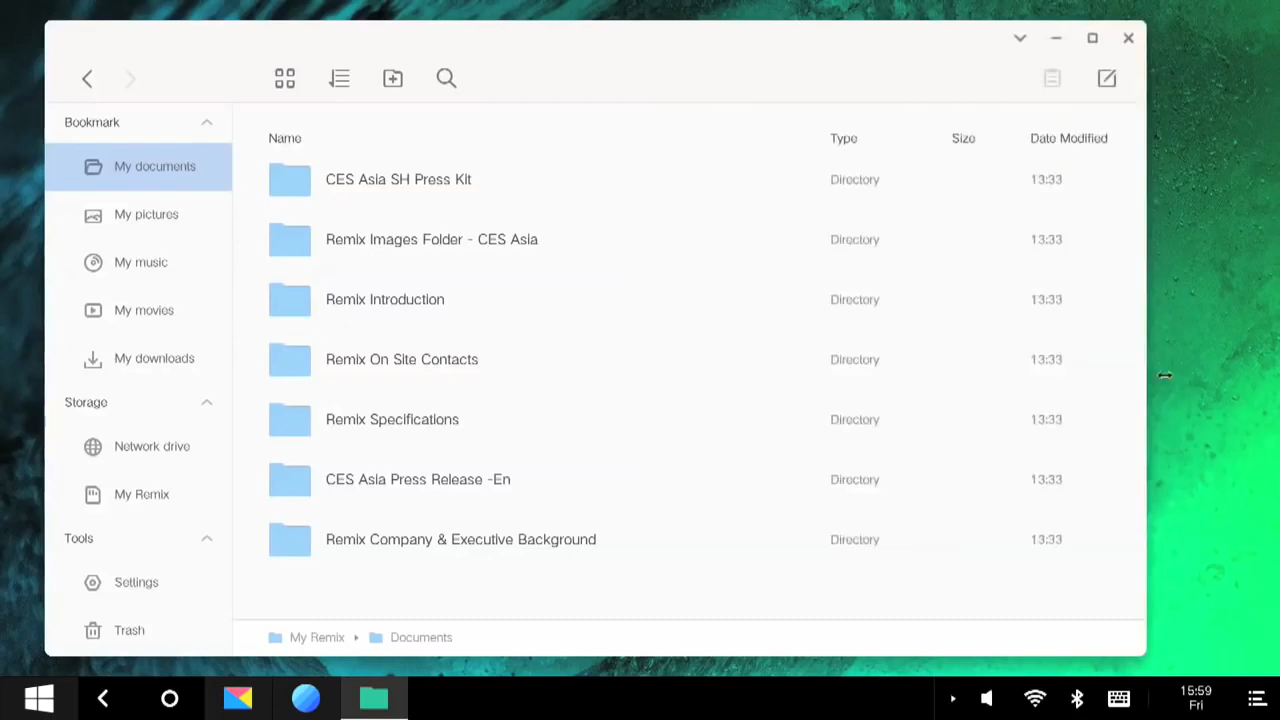 Bookmark
My documents
My pictures
My music
My movies
My downloads
Storage
Network drive
My Remix
Tools
Settings
Trash
Name Type Size Date Modified
CES Asia SH Press Kit Directory 13:33
Remix Images Folder - CES Asia Directory 13:33
Remix Introduction Directory 13:33
Remix On Site Contacts Directory 13:33
Remix Specifications Directory 13:33
CES Asia Press Release -En Directory 13:33
Remix Company & Executive Background Directory 13:33
My Remix Documents
15:59
Fri